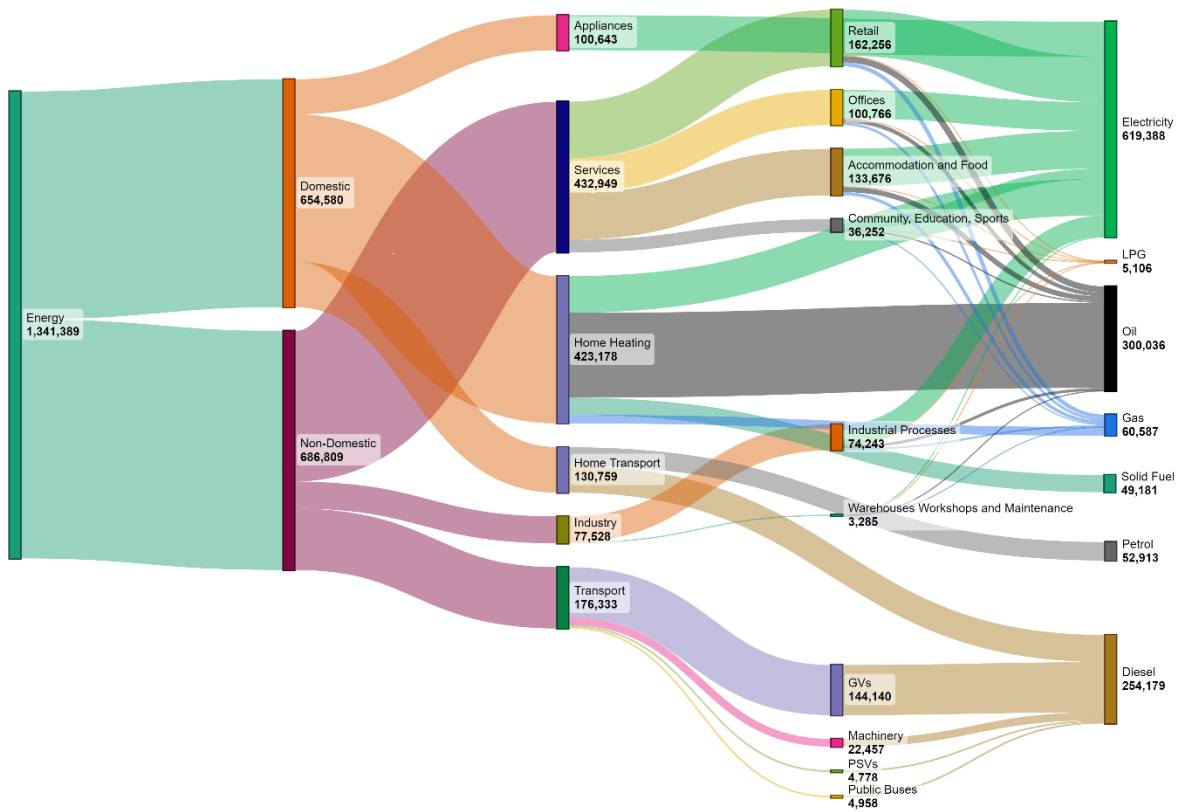 Energy
1,341,389
Domestic
654,580
Non-Domestic
686,809
Appliances
100,643
Services
432,949
Home Heating
423,178
Home Transport
130,759
Industry
77,528
Transport
176,333
Retail
162,256
Offices
100,766
Accommodation and Food
133,676
Community, Education, Sports
36,252
Industrial Processes
74,243
Warehouses Workshops and Maintenance
3,285
GVs
144,140
Machinery
22,457
PSVs
4,778
Public Buses
4,958
Electricity
619,388
LPG
5,106
Oil
300,036
Gas
60,587
Solid Fuel
49,181
Petrol
52,913
Diesel
254,179